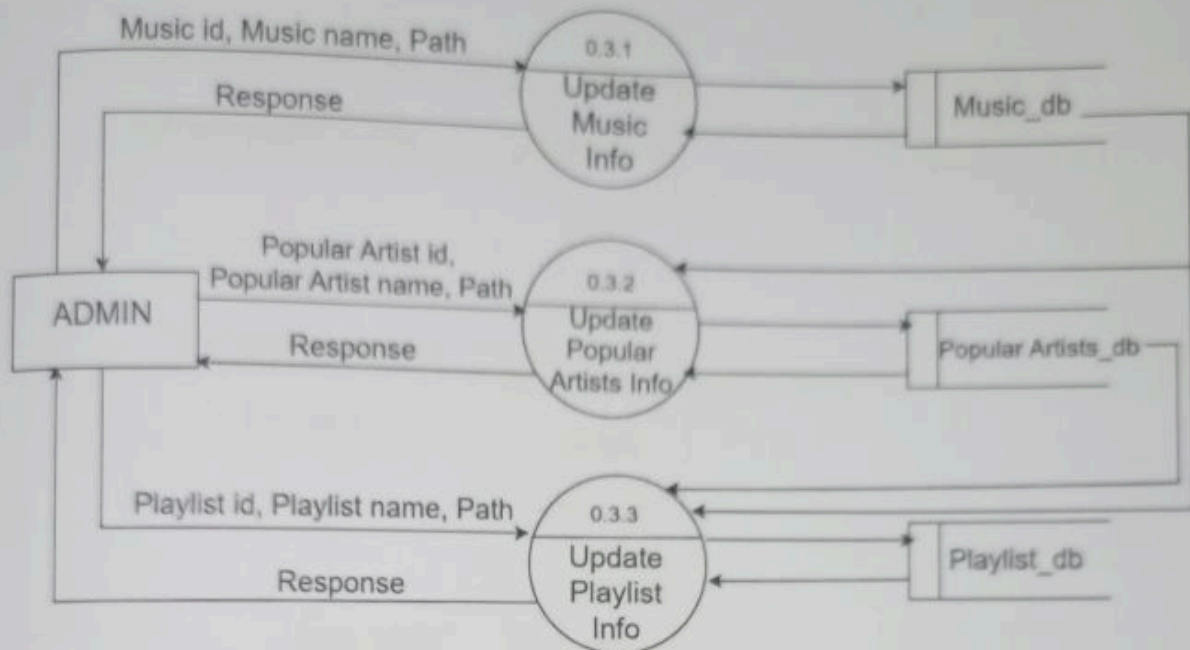 Music id, Music name, Path
Response
0.3.1
Update
Music
Info
Music_db
Popular Artist id,
Popular Artist name, Path
Response
ADMIN
0.3.2
Update
Popular
Artists Info
Popular Artists_db
Playlist id, Playlist name, Path
Response
0.3.3
Update
Playlist
Info
Playlist_db